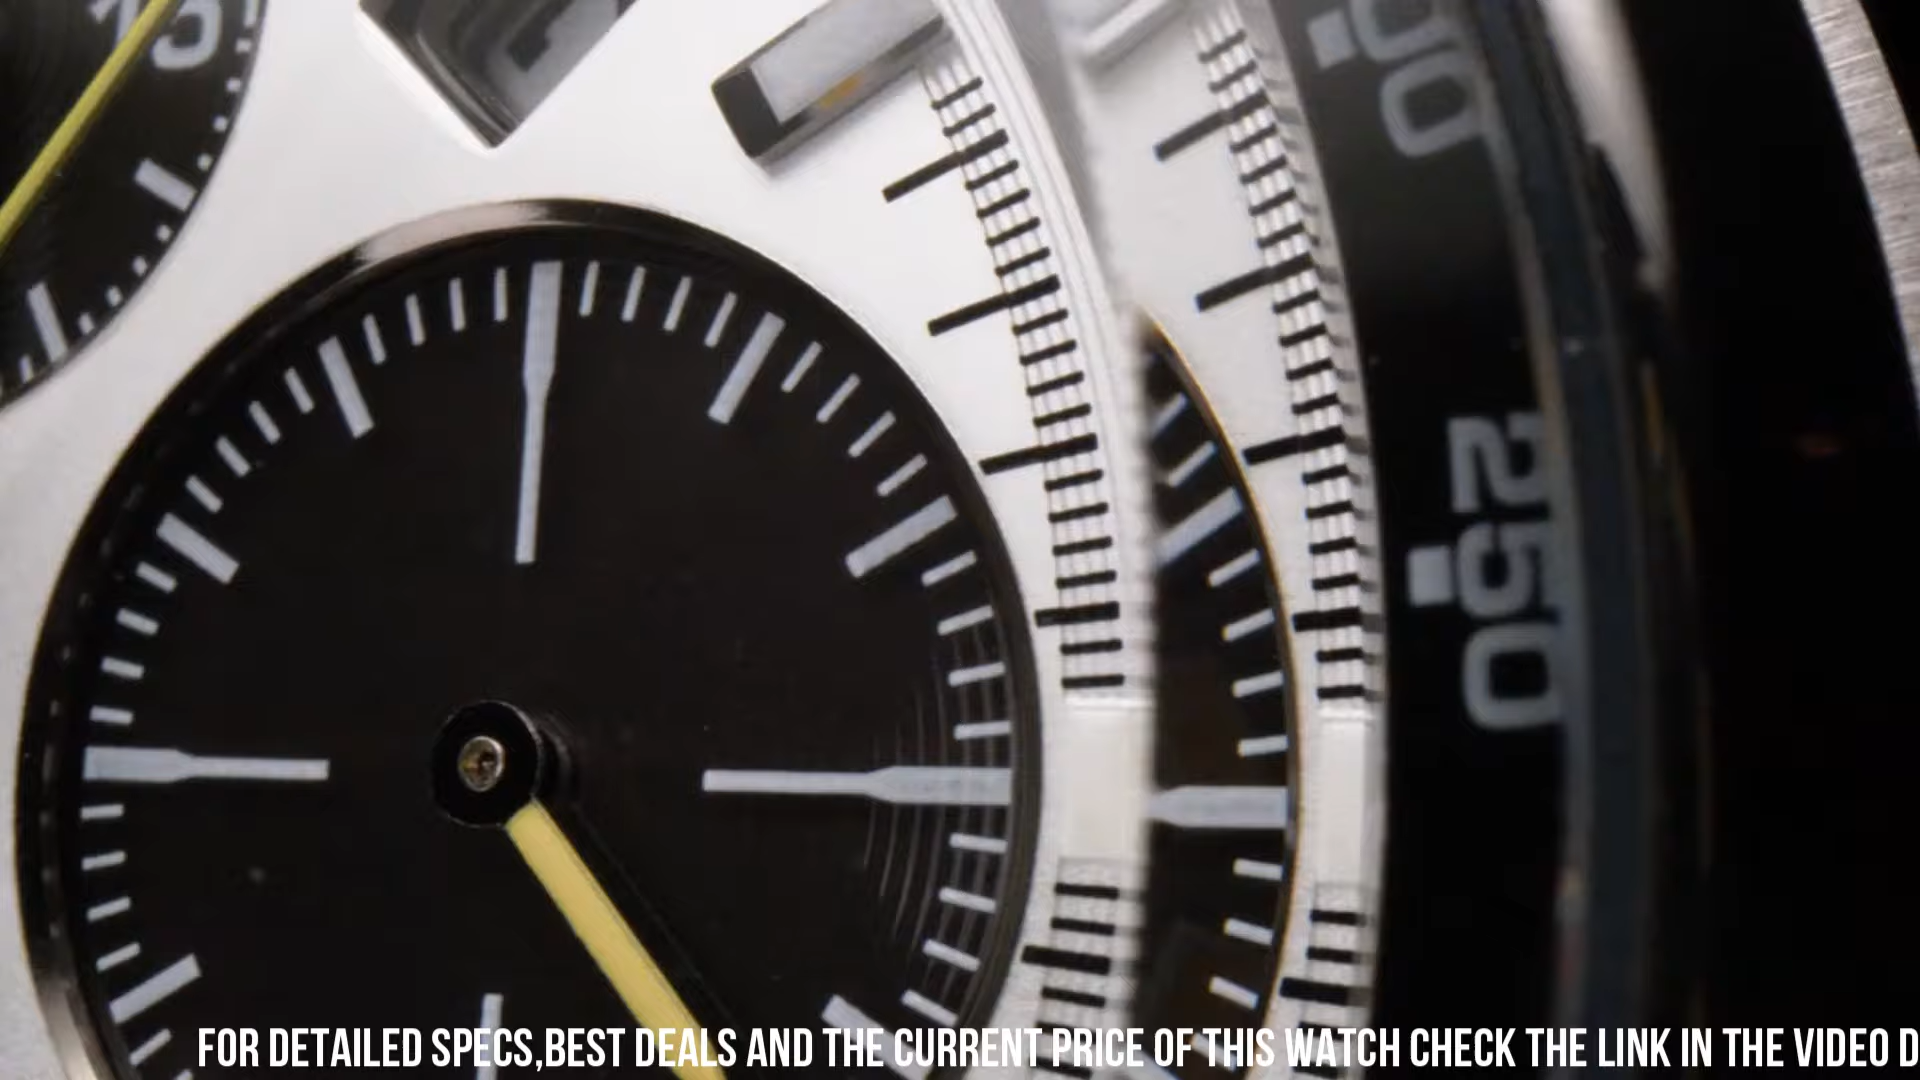 15
250
FOR DETAILED SPECS,BEST DEALS AND THE CURRENT PRICE OF THIS WATCH CHECK THE LINK IN THE VIDEO D